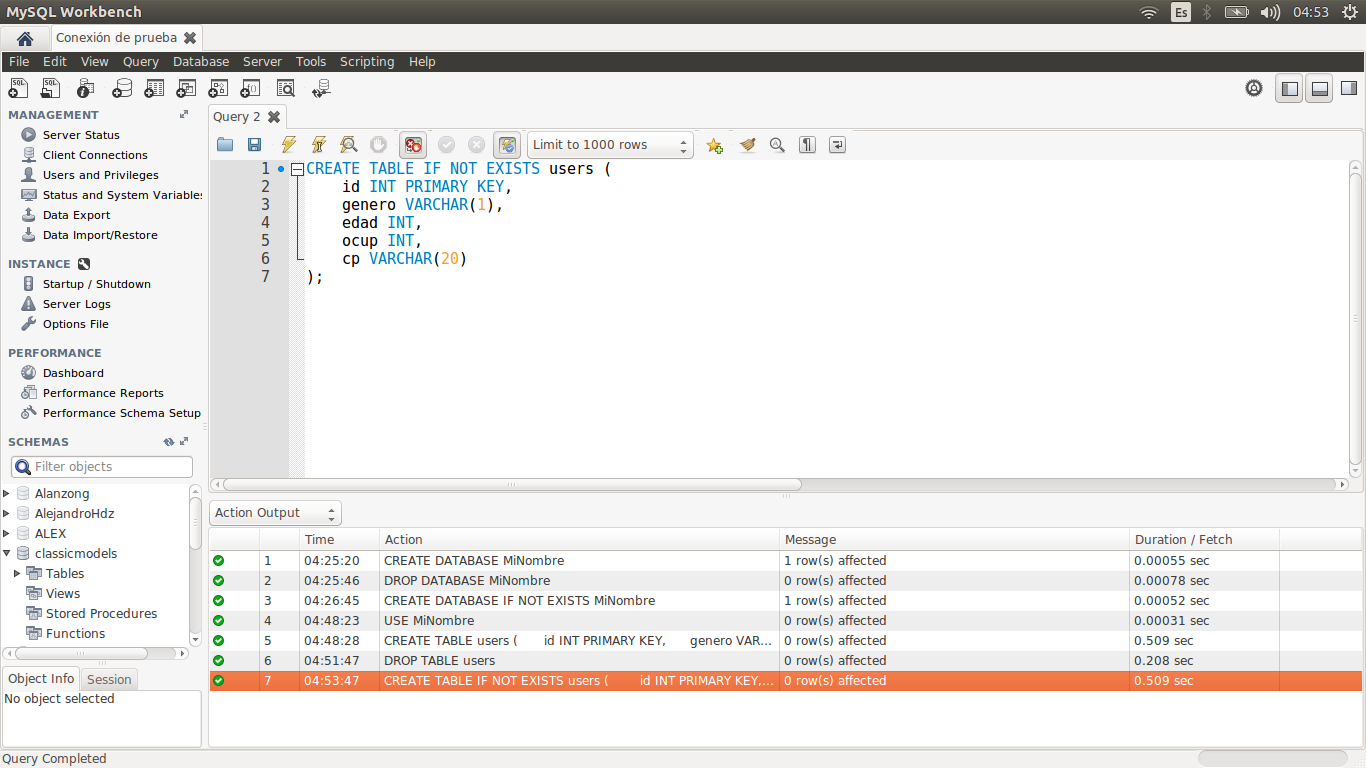 MySQL Workbench
Es
04:53
Conexión de prueba
File Edit View Query Database Server Tools Scripting Help
MANAGEMENT
Server Status
Client Connections
Users and Privileges
Status and System Variables
Data Export
Data Import/Restore
INSTANCE
Startup / Shutdown
Server Logs
Options File
PERFORMANCE
Dashboard
Performance Reports
Performance Schema Setup
SCHEMAS
Filter objects
Alanzong
AlejandroHdz
ALEX
classicmodels
Tables
Views
Stored Procedures
Functions
Object Info Session
No object selected
Query 2
Limit to 1000 rows
1 CREATE TABLE IF NOT EXISTS users (
2 id INT PRIMARY KEY,
3 genero VARCHAR(1),
4 edad INT,
5 ocup INT,
6 cp VARCHAR(20)
7 );
Action Output
Time Action Message Duration / Fetch
1 04:25:20 CREATE DATABASE MiNombre 1 row(s) affected 0.00055 sec
2 04:25:46 DROP DATABASE MiNombre 0 row(s) affected 0.00078 sec
3 04:26:45 CREATE DATABASE IF NOT EXISTS MiNombre 1 row(s) affected 0.00052 sec
4 04:48:23 USE MiNombre 0 row(s) affected 0.00031 sec
5 04:48:28 CREATE TABLE users ( id INT PRIMARY KEY, genero VAR... 0 row(s) affected 0.509 sec
6 04:51:47 DROP TABLE users 0 row(s) affected 0.208 sec
7 04:53:47 CREATE TABLE IF NOT EXISTS users ( id INT PRIMARY KEY,... 0 row(s) affected 0.509 sec
Query Completed